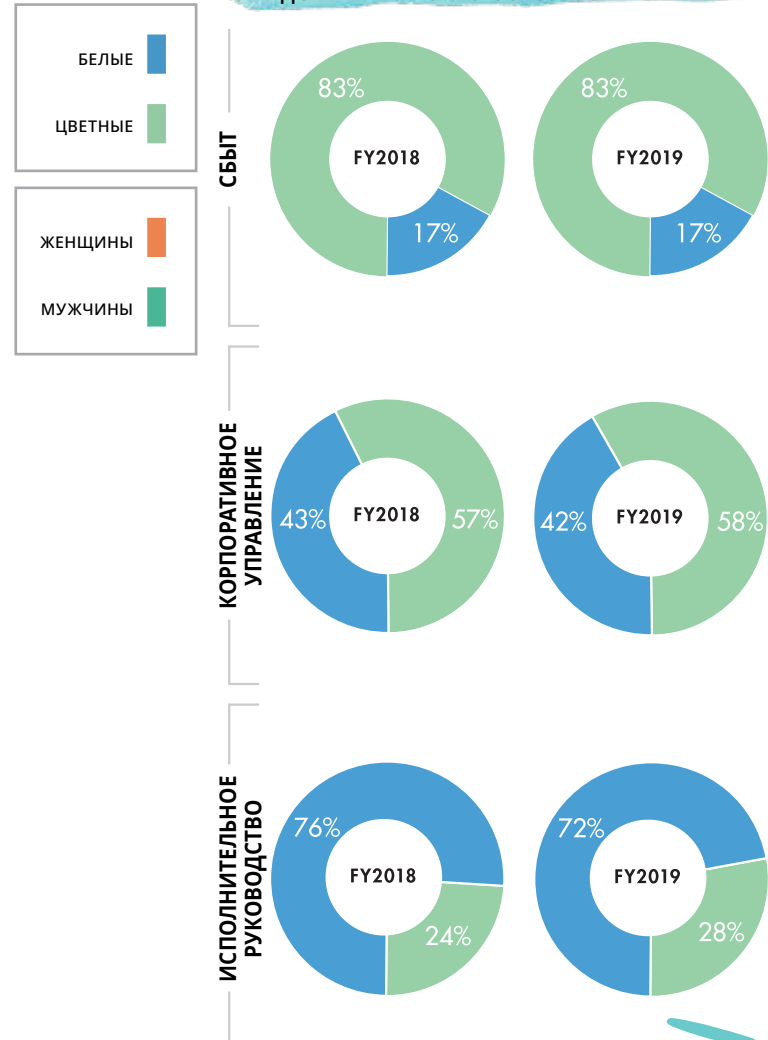 БЕЛЫЕ
ЦВЕТНЫЕ
ЖЕНЩИНЫ
МУЖЧИНЫ
СБЫТ
83%
FY2018
17%
83%
FY2019
17%
КОРПОРАТИВНОЕ
УПРАВЛЕНИЕ
43%
FY2018
57%
42%
FY2019
58%
ИСПОЛНИТЕЛЬНОЕ
РУКОВОДСТВО
76%
FY2018
24%
72%
FY2019
28%